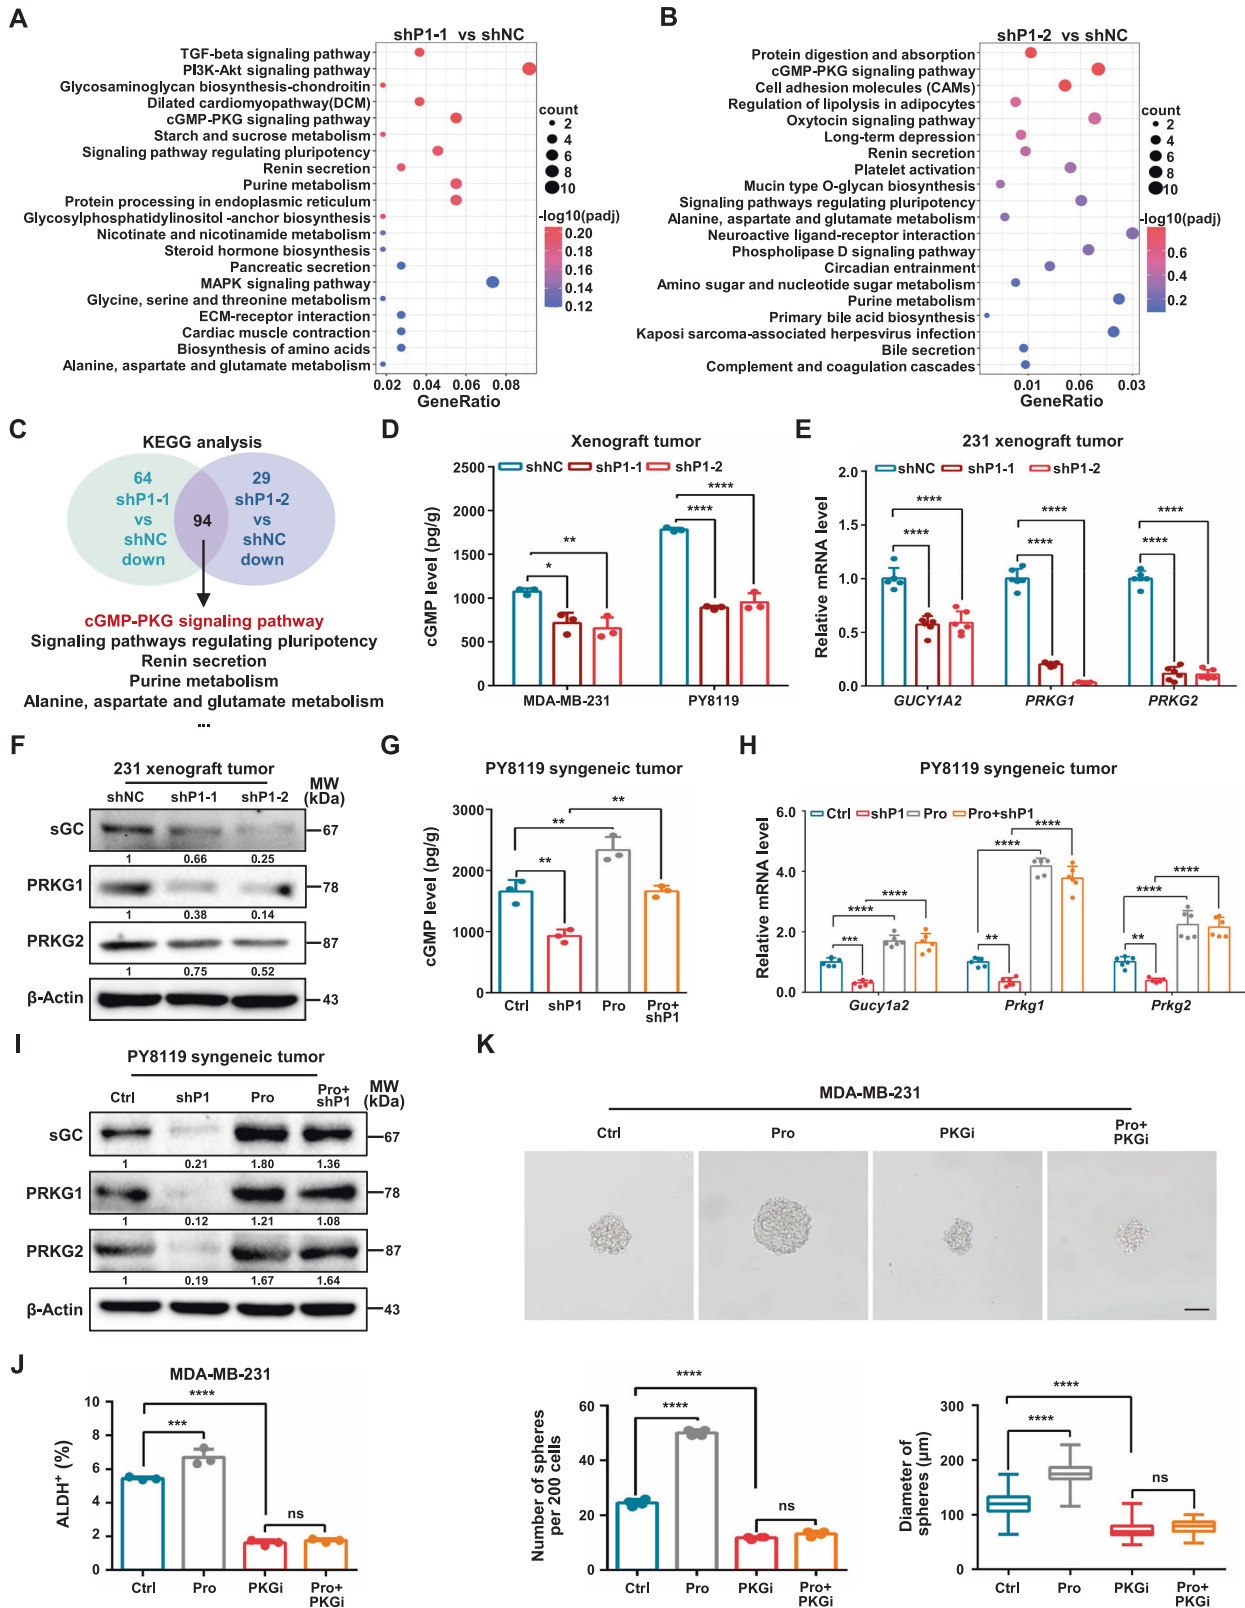 A
shP1-1 vs shNC
TGF-beta signaling pathway
PI3K-Akt signaling pathway
Glycosaminoglycan biosynthesis-chondroitin
Dilated cardiomyopathy(DCM)
cGMP-PKG signaling pathway
Starch and sucrose metabolism
Signaling pathway regulating pluripotency
Renin secretion
Purine metabolism
Protein processing in endoplasmic reticulum
Glycosylphosphatidylinositol -anchor biosynthesis
Nicotinate and nicotinamide metabolism
Steroid hormone biosynthesis
Pancreatic secretion
MAPK signaling pathway
Glycine, serine and threonine metabolism
ECM-receptor interaction
Cardiac muscle contraction
Biosynthesis of amino acids
Alanine, aspartate and glutamate metabolism
0.02 0.04 0.06 0.08
GeneRatio
count
2
4
6
8
10
-log10(padj)
0.20
0.18
0.16
0.14
0.12
B
shP1-2 vs shNC
Protein digestion and absorption
cGMP-PKG signaling pathway
Cell adhesion molecules (CAMs)
Regulation of lipolysis in adipocytes
Oxytocin signaling pathway
Long-term depression
Renin secretion
Platelet activation
Mucin type O-glycan biosynthesis
Signaling pathways regulating pluripotency
Alanine, aspartate and glutamate metabolism
Neuroactive ligand-receptor interaction
Phospholipase D signaling pathway
Circadian entrainment
Amino sugar and nucleotide sugar metabolism
Purine metabolism
Primary bile acid biosynthesis
Kaposi sarcoma-associated herpesvirus infection
Bile secretion
Complement and coagulation cascades
0.01 0.06 0.03
GeneRatio
count
2
4
6
8
10
-log10(padj)
0.6
0.4
0.2
C
KEGG analysis
64
shP1-1
vs
shNC
down
94
29
shP1-2
vs
shNC
down
cGMP-PKG signaling pathway
Signaling pathways regulating pluripotency
Renin secretion
Purine metabolism
Alanine, aspartate and glutamate metabolism
...
D
Xenograft tumor
shNC shP1-1 shP1-2
cGMP level (pg/g)
2500
2000
1500
1000
500
0
* ** **** ****
MDA-MB-231 PY8119
E
231 xenograft tumor
shNC shP1-1 shP1-2
Relative mRNA level
2.0
1.5
1.0
0.5
0.0
**** **** **** **** **** ****
GUCY1A2 PRKG1 PRKG2
F
231 xenograft tumor
MW
(kDa)
shNC shP1-1 shP1-2
sGC 67
1 0.66 0.25
PRKG1 78
1 0.38 0.14
PRKG2 87
1 0.75 0.52
β-Actin 43
G
PY8119 syngeneic tumor
cGMP level (pg/g)
3000
2000
1000
0
** ** **
Ctrl shP1 Pro Pro+
shP1
H
PY8119 syngeneic tumor
Ctrl shP1 Pro Pro+shP1
Relative mRNA level
6.0
4.0
2.0
0.0
*** **** **** ** **** **** ** **** ****
Gucy1a2 Prkg1 Prkg2
I
PY8119 syngeneic tumor
MW
(kDa)
Ctrl shP1 Pro Pro+
shP1
sGC 67
1 0.21 1.80 1.36
PRKG1 78
1 0.12 1.21 1.08
PRKG2 87
1 0.19 1.67 1.64
β-Actin 43
K
MDA-MB-231
Ctrl Pro PKGi Pro+
PKGi
J
MDA-MB-231
ALDH+ (%)
10
8
6
4
2
0
*** **** ns
Ctrl Pro PKGi Pro+
PKGi
Number of spheres
per 200 cells
60
40
20
0
**** **** ns
Ctrl Pro PKGi Pro+
PKGi
Diameter of
spheres (μm)
300
200
100
0
**** **** ns
Ctrl Pro PKGi Pro+
PKGi